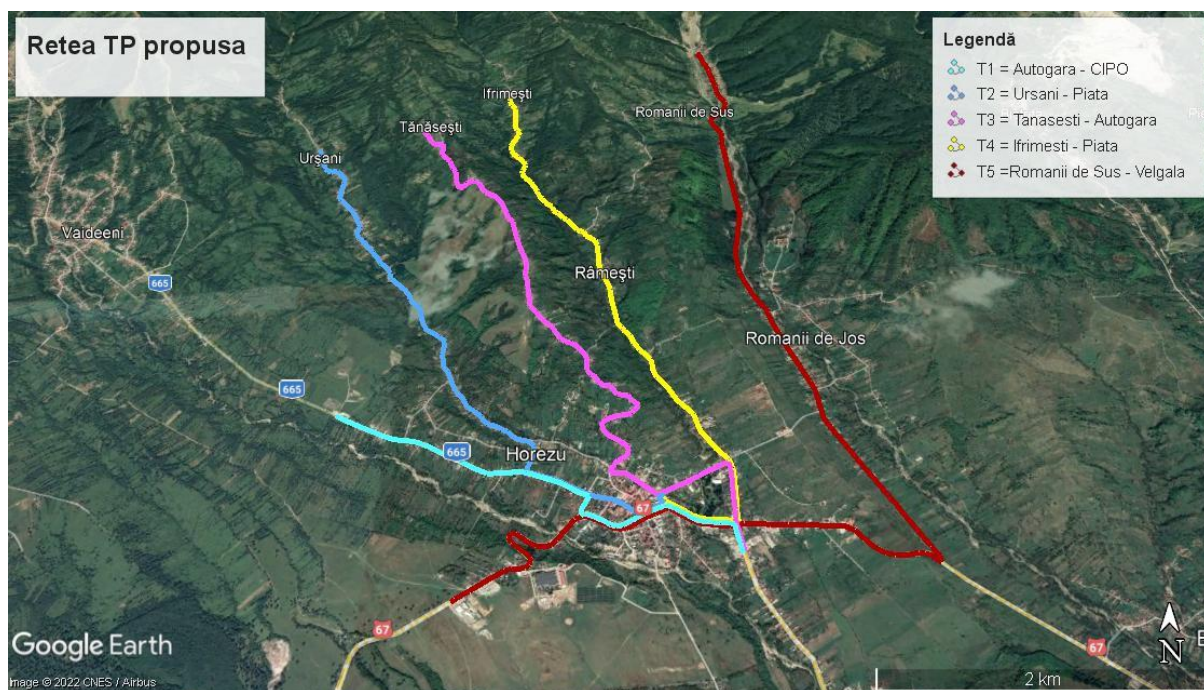 Retea TP propusa
Legendă
T1 = Autogara - CIPO
T2 = Ursani - Piata
T3 = Tanasesti - Autogara
T4 = Ifrimesti - Piata
T5 =Romanii de Sus - Velgala
Ifrimești
Tănăsești
Romanii de Sus
Urșani
Vaideeni
665
Râmești
Romanii de Jos
665
665
Horezu
67
67
67
Google Earth
Image © 2022 CNES / Airbus
N
2 km